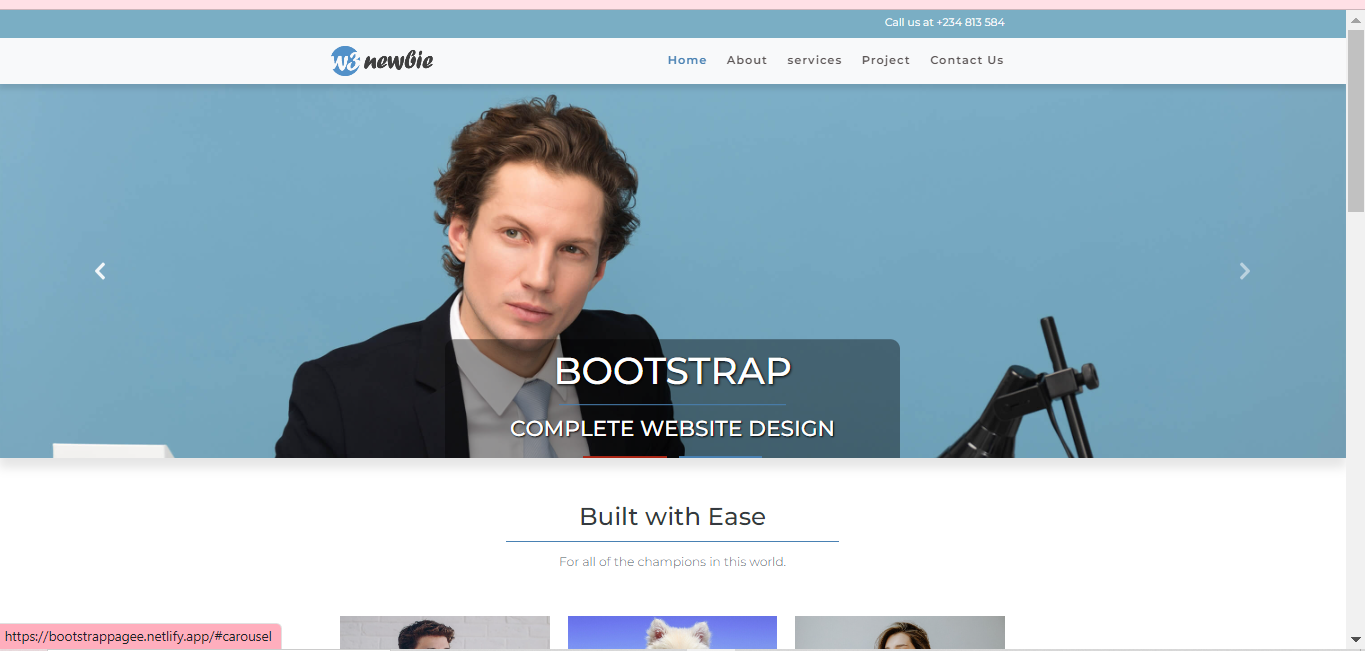 Call us at +234 813 584
w3 newbie
Home About services Project Contact Us
BOOTSTRAP
COMPLETE WEBSITE DESIGN
Built with Ease
For all of the champions in this world.
https://bootstrappagee.netlify.app/#carousel